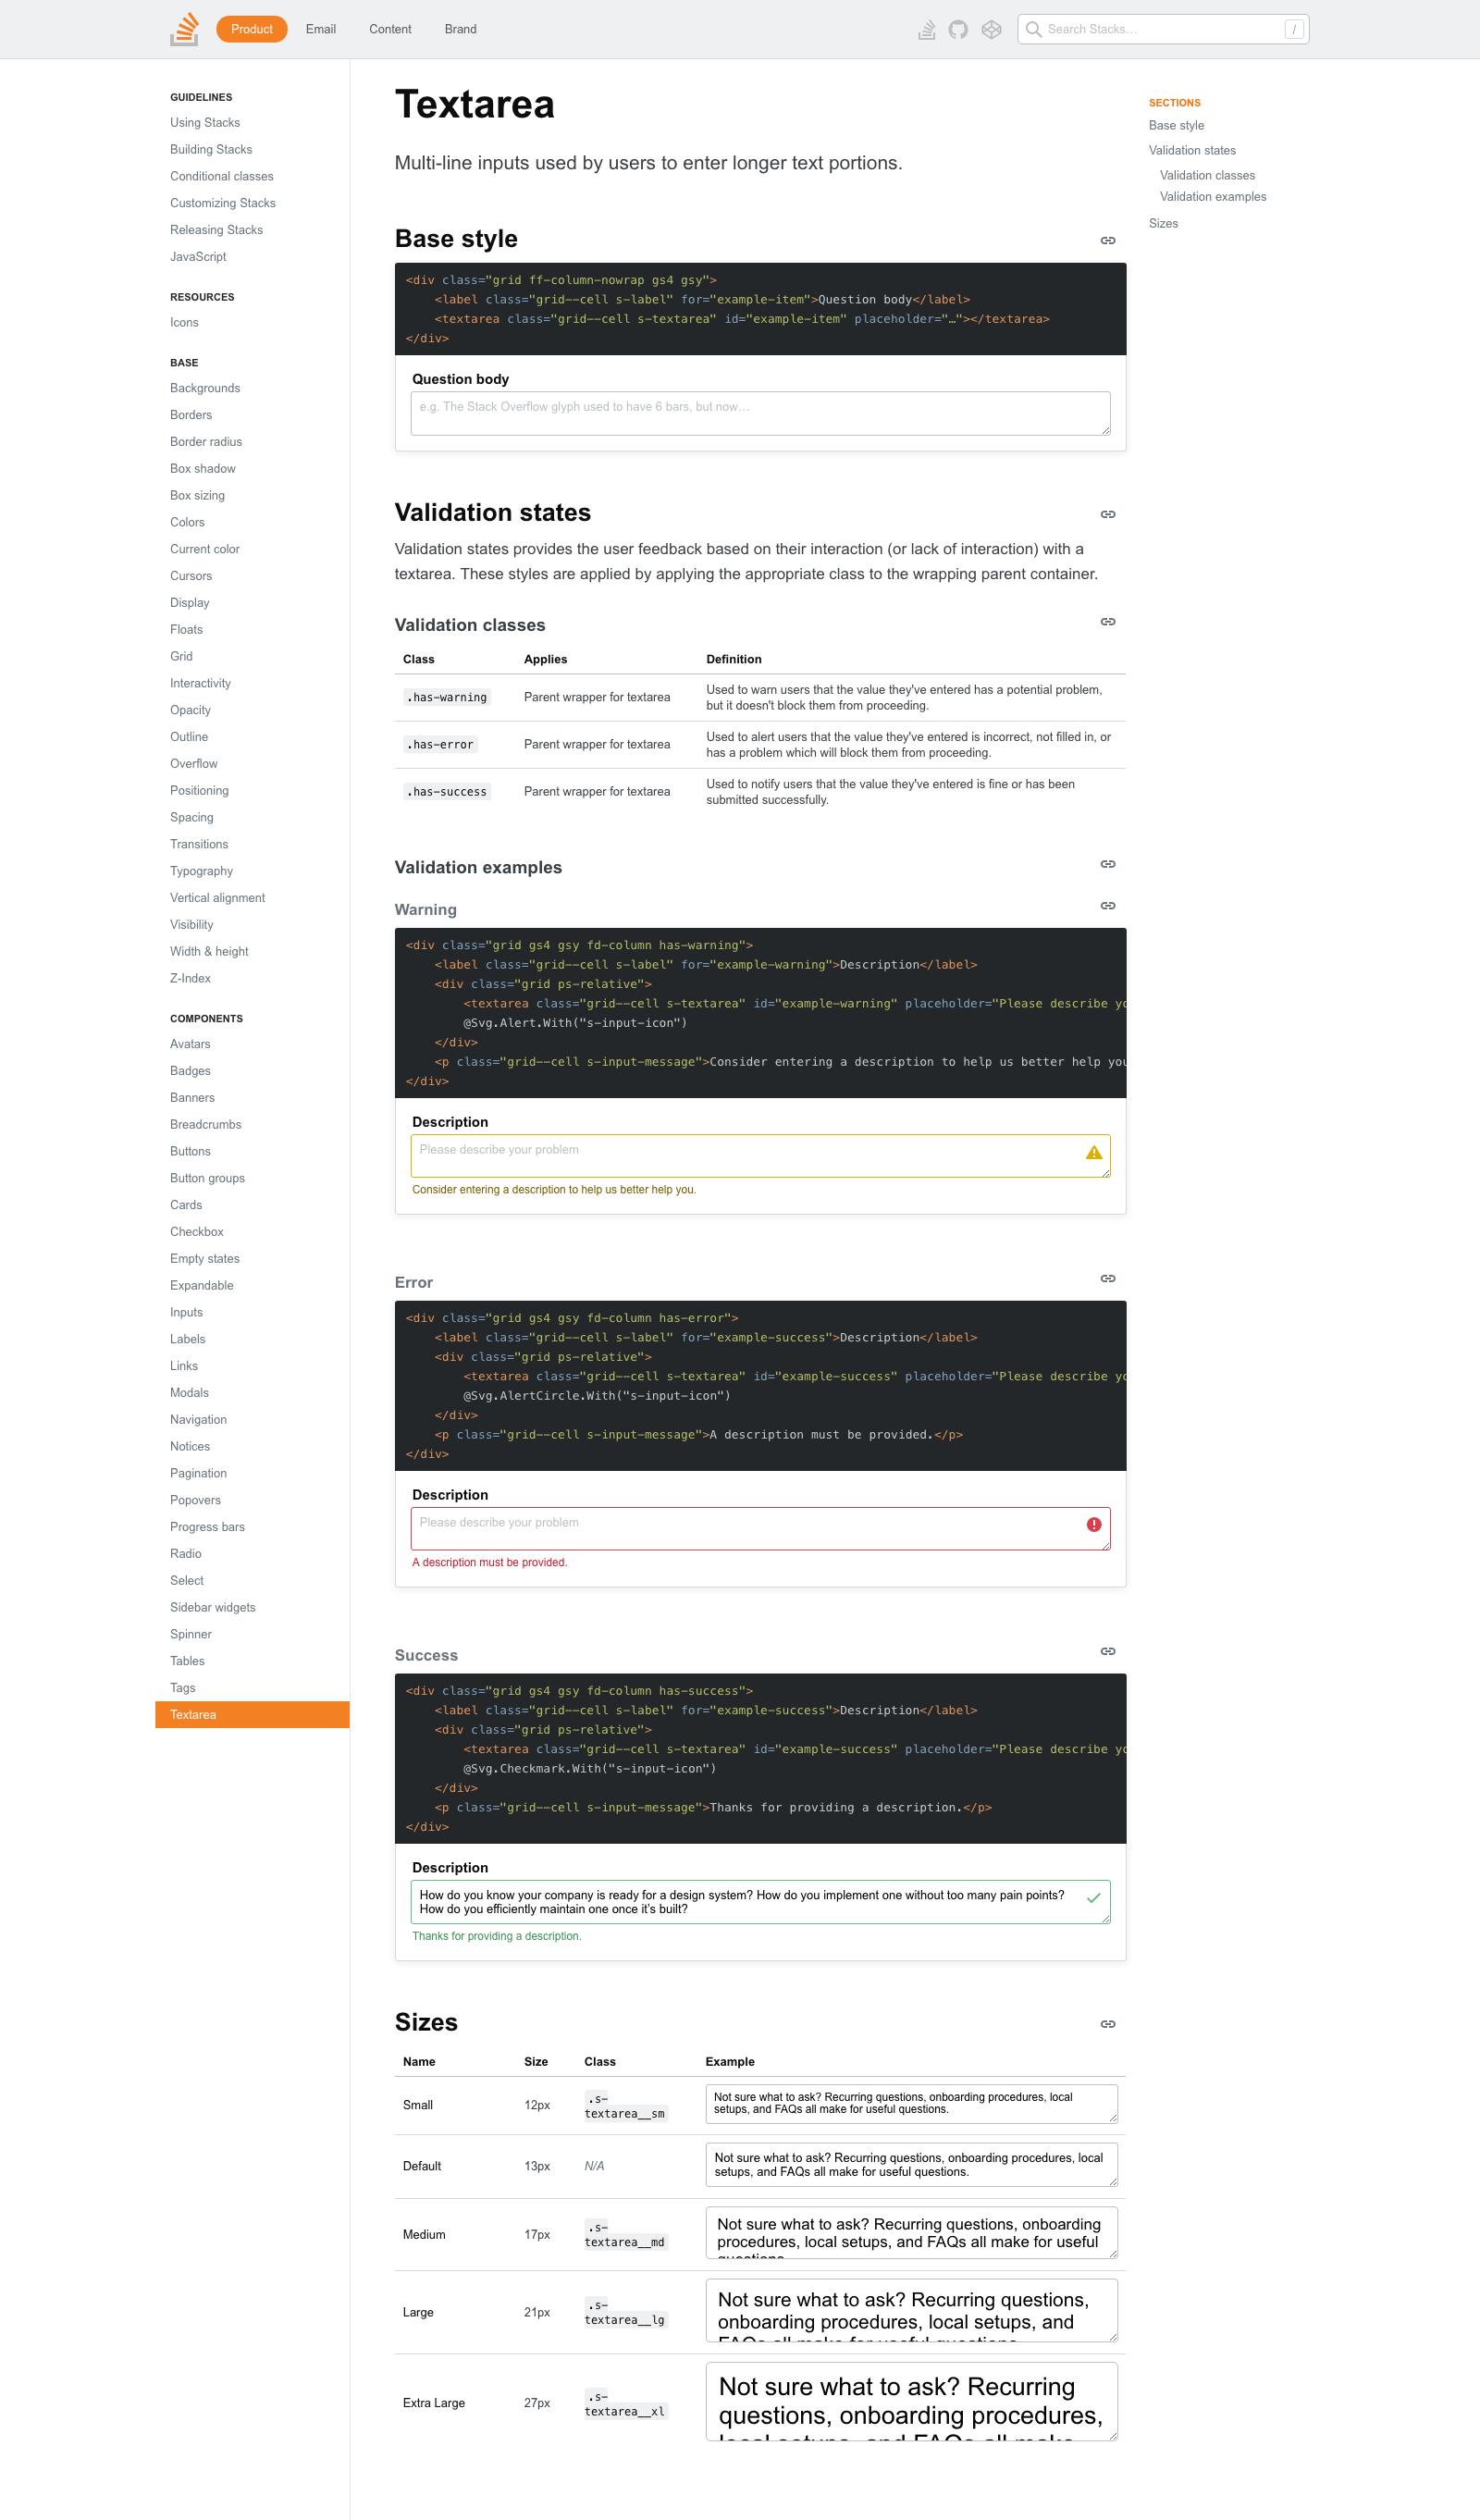 Product
Email
Content
Brand
Search Stacks…
/
GUIDELINES
Using Stacks
Building Stacks
Conditional classes
Customizing Stacks
Releasing Stacks
JavaScript
RESOURCES
Icons
BASE
Backgrounds
Borders
Border radius
Box shadow
Box sizing
Colors
Current color
Cursors
Display
Floats
Grid
Interactivity
Opacity
Outline
Overflow
Positioning
Spacing
Transitions
Typography
Vertical alignment
Visibility
Width & height
Z-Index
COMPONENTS
Avatars
Badges
Banners
Breadcrumbs
Buttons
Button groups
Cards
Checkbox
Empty states
Expandable
Inputs
Labels
Links
Modals
Navigation
Notices
Pagination
Popovers
Progress bars
Radio
Select
Sidebar widgets
Spinner
Tables
Tags
Textarea
Textarea
Multi-line inputs used by users to enter longer text portions.
Base style
<div class="grid ff-column-nowrap gs4 gsy">
<label class="grid--cell s-label" for="example-item">Question body</label>
<textarea class="grid--cell s-textarea" id="example-item" placeholder="…"></textarea>
</div>
Question body
e.g. The Stack Overflow glyph used to have 6 bars, but now…
Validation states
Validation states provides the user feedback based on their interaction (or lack of interaction) with a
textarea. These styles are applied by applying the appropriate class to the wrapping parent container.
Validation classes
Class Applies Definition
.has-warning Parent wrapper for textarea Used to warn users that the value they've entered has a potential problem,
but it doesn't block them from proceeding.
.has-error Parent wrapper for textarea Used to alert users that the value they've entered is incorrect, not filled in, or
has a problem which will block them from proceeding.
.has-success Parent wrapper for textarea Used to notify users that the value they've entered is fine or has been
submitted successfully.
Validation examples
Warning
<div class="grid gs4 gsy fd-column has-warning">
<label class="grid--cell s-label" for="example-warning">Description</label>
<div class="grid ps-relative">
<textarea class="grid--cell s-textarea" id="example-warning" placeholder="Please describe yo
@Svg.Alert.With("s-input-icon")
</div>
<p class="grid--cell s-input-message">Consider entering a description to help us better help you
</div>
Description
Please describe your problem
Consider entering a description to help us better help you.
Error
<div class="grid gs4 gsy fd-column has-error">
<label class="grid--cell s-label" for="example-success">Description</label>
<div class="grid ps-relative">
<textarea class="grid--cell s-textarea" id="example-success" placeholder="Please describe yo
@Svg.AlertCircle.With("s-input-icon")
</div>
<p class="grid--cell s-input-message">A description must be provided.</p>
</div>
Description
Please describe your problem
A description must be provided.
Success
<div class="grid gs4 gsy fd-column has-success">
<label class="grid--cell s-label" for="example-success">Description</label>
<div class="grid ps-relative">
<textarea class="grid--cell s-textarea" id="example-success" placeholder="Please describe yo
@Svg.Checkmark.With("s-input-icon")
</div>
<p class="grid--cell s-input-message">Thanks for providing a description.</p>
</div>
Description
How do you know your company is ready for a design system? How do you implement one without too many pain points?
How do you efficiently maintain one once it's built?
Thanks for providing a description.
Sizes
Name Size Class Example
Small 12px .s-
textarea__sm
Not sure what to ask? Recurring questions, onboarding procedures, local
setups, and FAQs all make for useful questions.
Default 13px N/A
Not sure what to ask? Recurring questions, onboarding procedures, local
setups, and FAQs all make for useful questions.
Medium 17px .s-
textarea__md
Not sure what to ask? Recurring questions, onboarding
procedures, local setups, and FAQs all make for useful
questions.
Large 21px .s-
textarea__lg
Not sure what to ask? Recurring questions,
onboarding procedures, local setups, and
FAQs all make for useful questions.
Extra Large 27px .s-
textarea__xl
Not sure what to ask? Recurring
questions, onboarding procedures,
local setups, and FAQs all make
SECTIONS
Base style
Validation states
Validation classes
Validation examples
Sizes